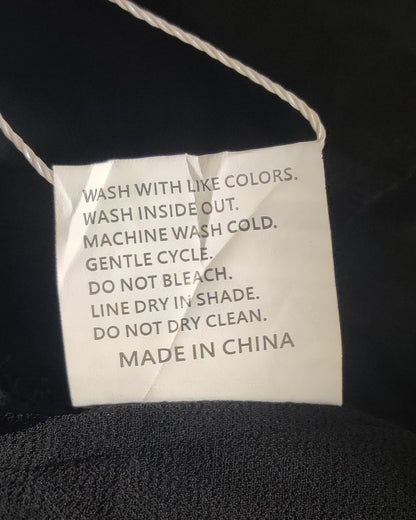 WASH WITH LIKE COLORS.
WASH INSIDE OUT.
MACHINE WASH COLD.
GENTLE CYCLE.
DO NOT BLEACH.
LINE DRY IN SHADE.
DO NOT DRY CLEAN.
MADE IN CHINA